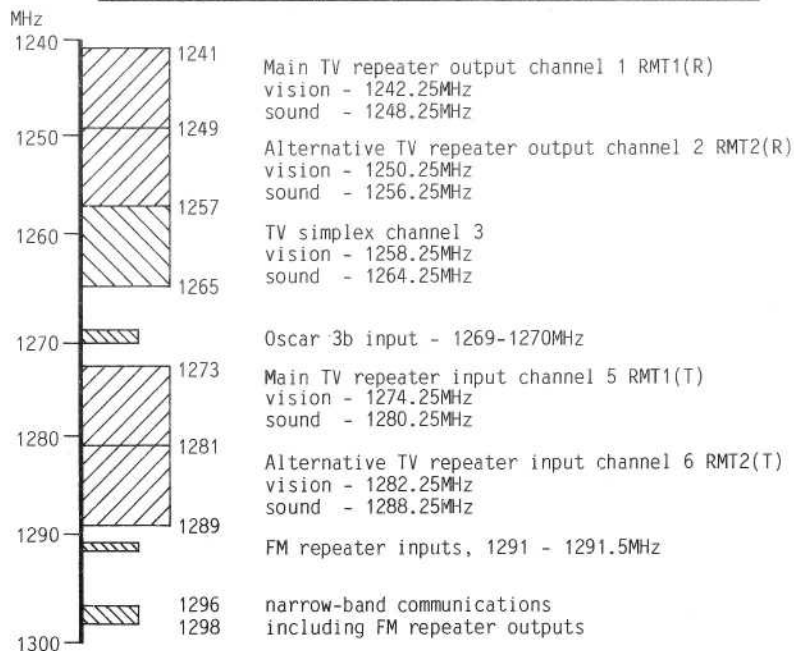 MHz
1240
1241
Main TV repeater output channel 1 RMT1(R)
vision - 1242.25MHz
sound - 1248.25MHz
1249
1250
Alternative TV repeater output channel 2 RMT2(R)
vision - 1250.25MHz
sound - 1256.25MHz
1257
1260
TV simplex channel 3
vision - 1258.25MHz
sound - 1264.25MHz
1265
1270
Oscar 3b input - 1269-1270MHz
1273
Main TV repeater input channel 5 RMT1(T)
vision - 1274.25MHz
sound - 1280.25MHz
1280
1281
Alternative TV repeater input channel 6 RMT2(T)
vision - 1282.25MHz
sound - 1288.25MHz
1289
1290
FM repeater inputs, 1291 - 1291.5MHz
1296 narrow-band communications
1298 including FM repeater outputs
1300